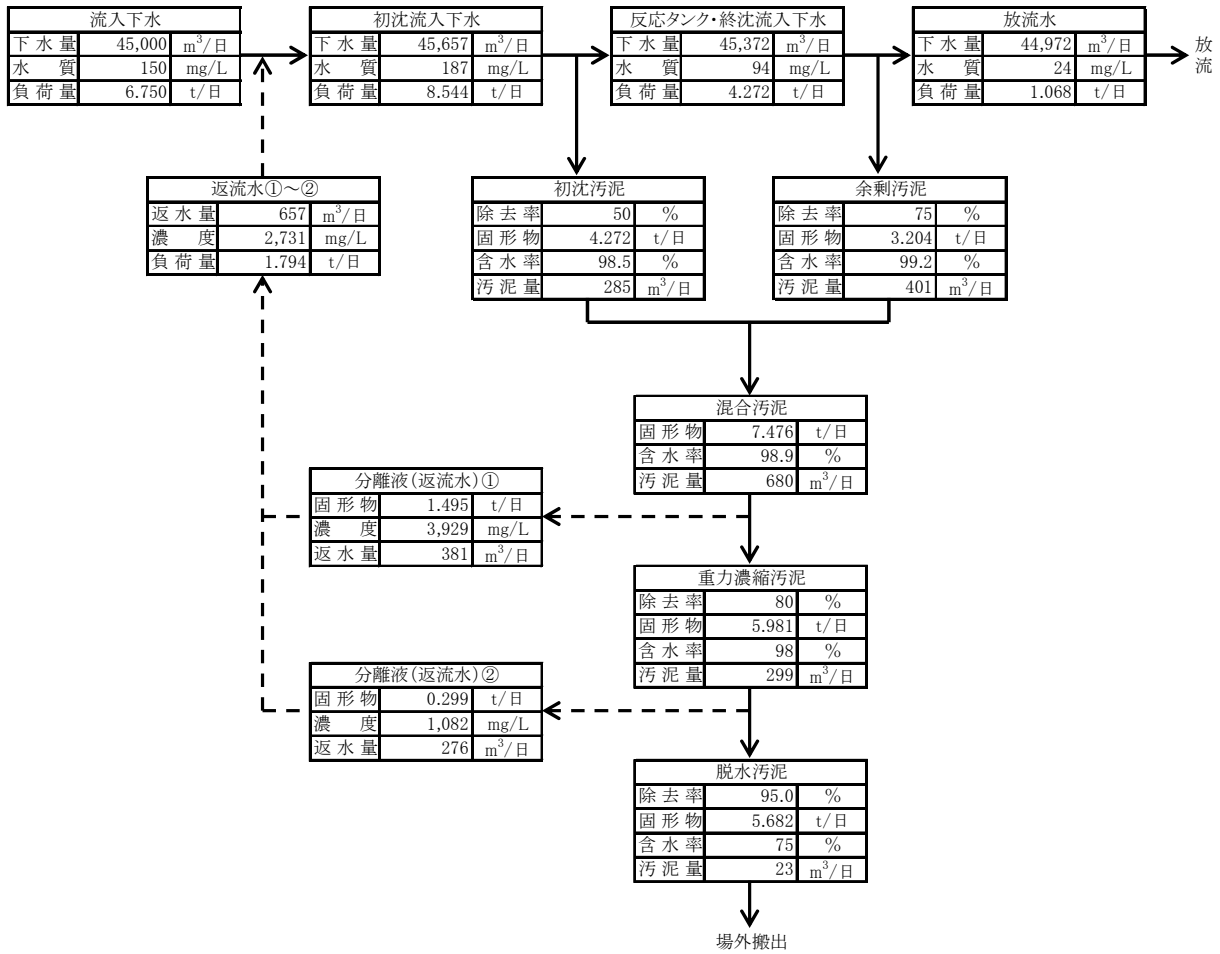 流入下水
下水量 45,000 m³/日
水 質 150 mg/L
負荷量 6.750 t/日
初沈流入下水
下水量 45,657 m³/日
水 質 187 mg/L
負荷量 8.544 t/日
反応タンク・終沈流入下水
下水量 45,372 m³/日
水 質 94 mg/L
負荷量 4.272 t/日
放流水
下水量 44,972 m³/日
水 質 24 mg/L
負荷量 1.068 t/日
放
流
返流水①~②
返水量 657 m³/日
濃 度 2,731 mg/L
負荷量 1.794 t/日
初沈汚泥
除去率 50 %
固形物 4.272 t/日
含水率 98.5 %
汚泥量 285 m³/日
余剰汚泥
除去率 75 %
固形物 3.204 t/日
含水率 99.2 %
汚泥量 401 m³/日
混合汚泥
固形物 7.476 t/日
含水率 98.9 %
汚泥量 680 m³/日
分離液(返流水)①
固形物 1.495 t/日
濃 度 3,929 mg/L
返水量 381 m³/日
重力濃縮汚泥
除去率 80 %
固形物 5.981 t/日
含水率 98 %
汚泥量 299 m³/日
分離液(返流水)②
固形物 0.299 t/日
濃 度 1,082 mg/L
返水量 276 m³/日
脱水汚泥
除去率 95.0 %
固形物 5.682 t/日
含水率 75 %
汚泥量 23 m³/日
場外搬出